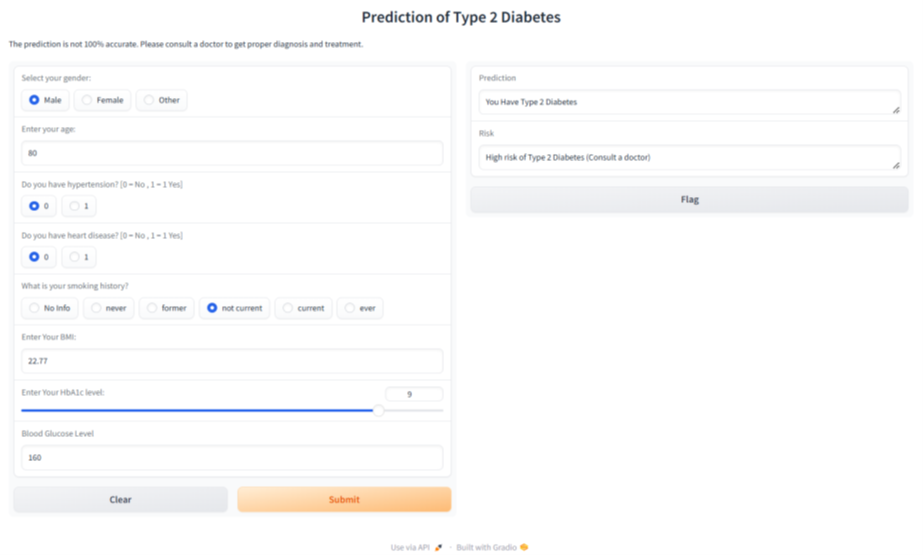 Prediction of Type 2 Diabetes
The prediction is not 100% accurate. Please consult a doctor to get proper diagnosis and treatment.
Select your gender:
Male Female Other
Enter your age:
80
Do you have hypertension? [0 = No , 1 = 1 Yes]
0 1
Do you have heart disease? [0 = No , 1 = 1 Yes]
0 1
What is your smoking history?
No Info never former not current current ever
Enter Your BMI:
22.77
Enter Your HbA1c level:
9
Blood Glucose Level
160
Clear Submit
Prediction
You Have Type 2 Diabetes
Risk
High risk of Type 2 Diabetes (Consult a doctor)
Flag
Use via API · Built with Gradio